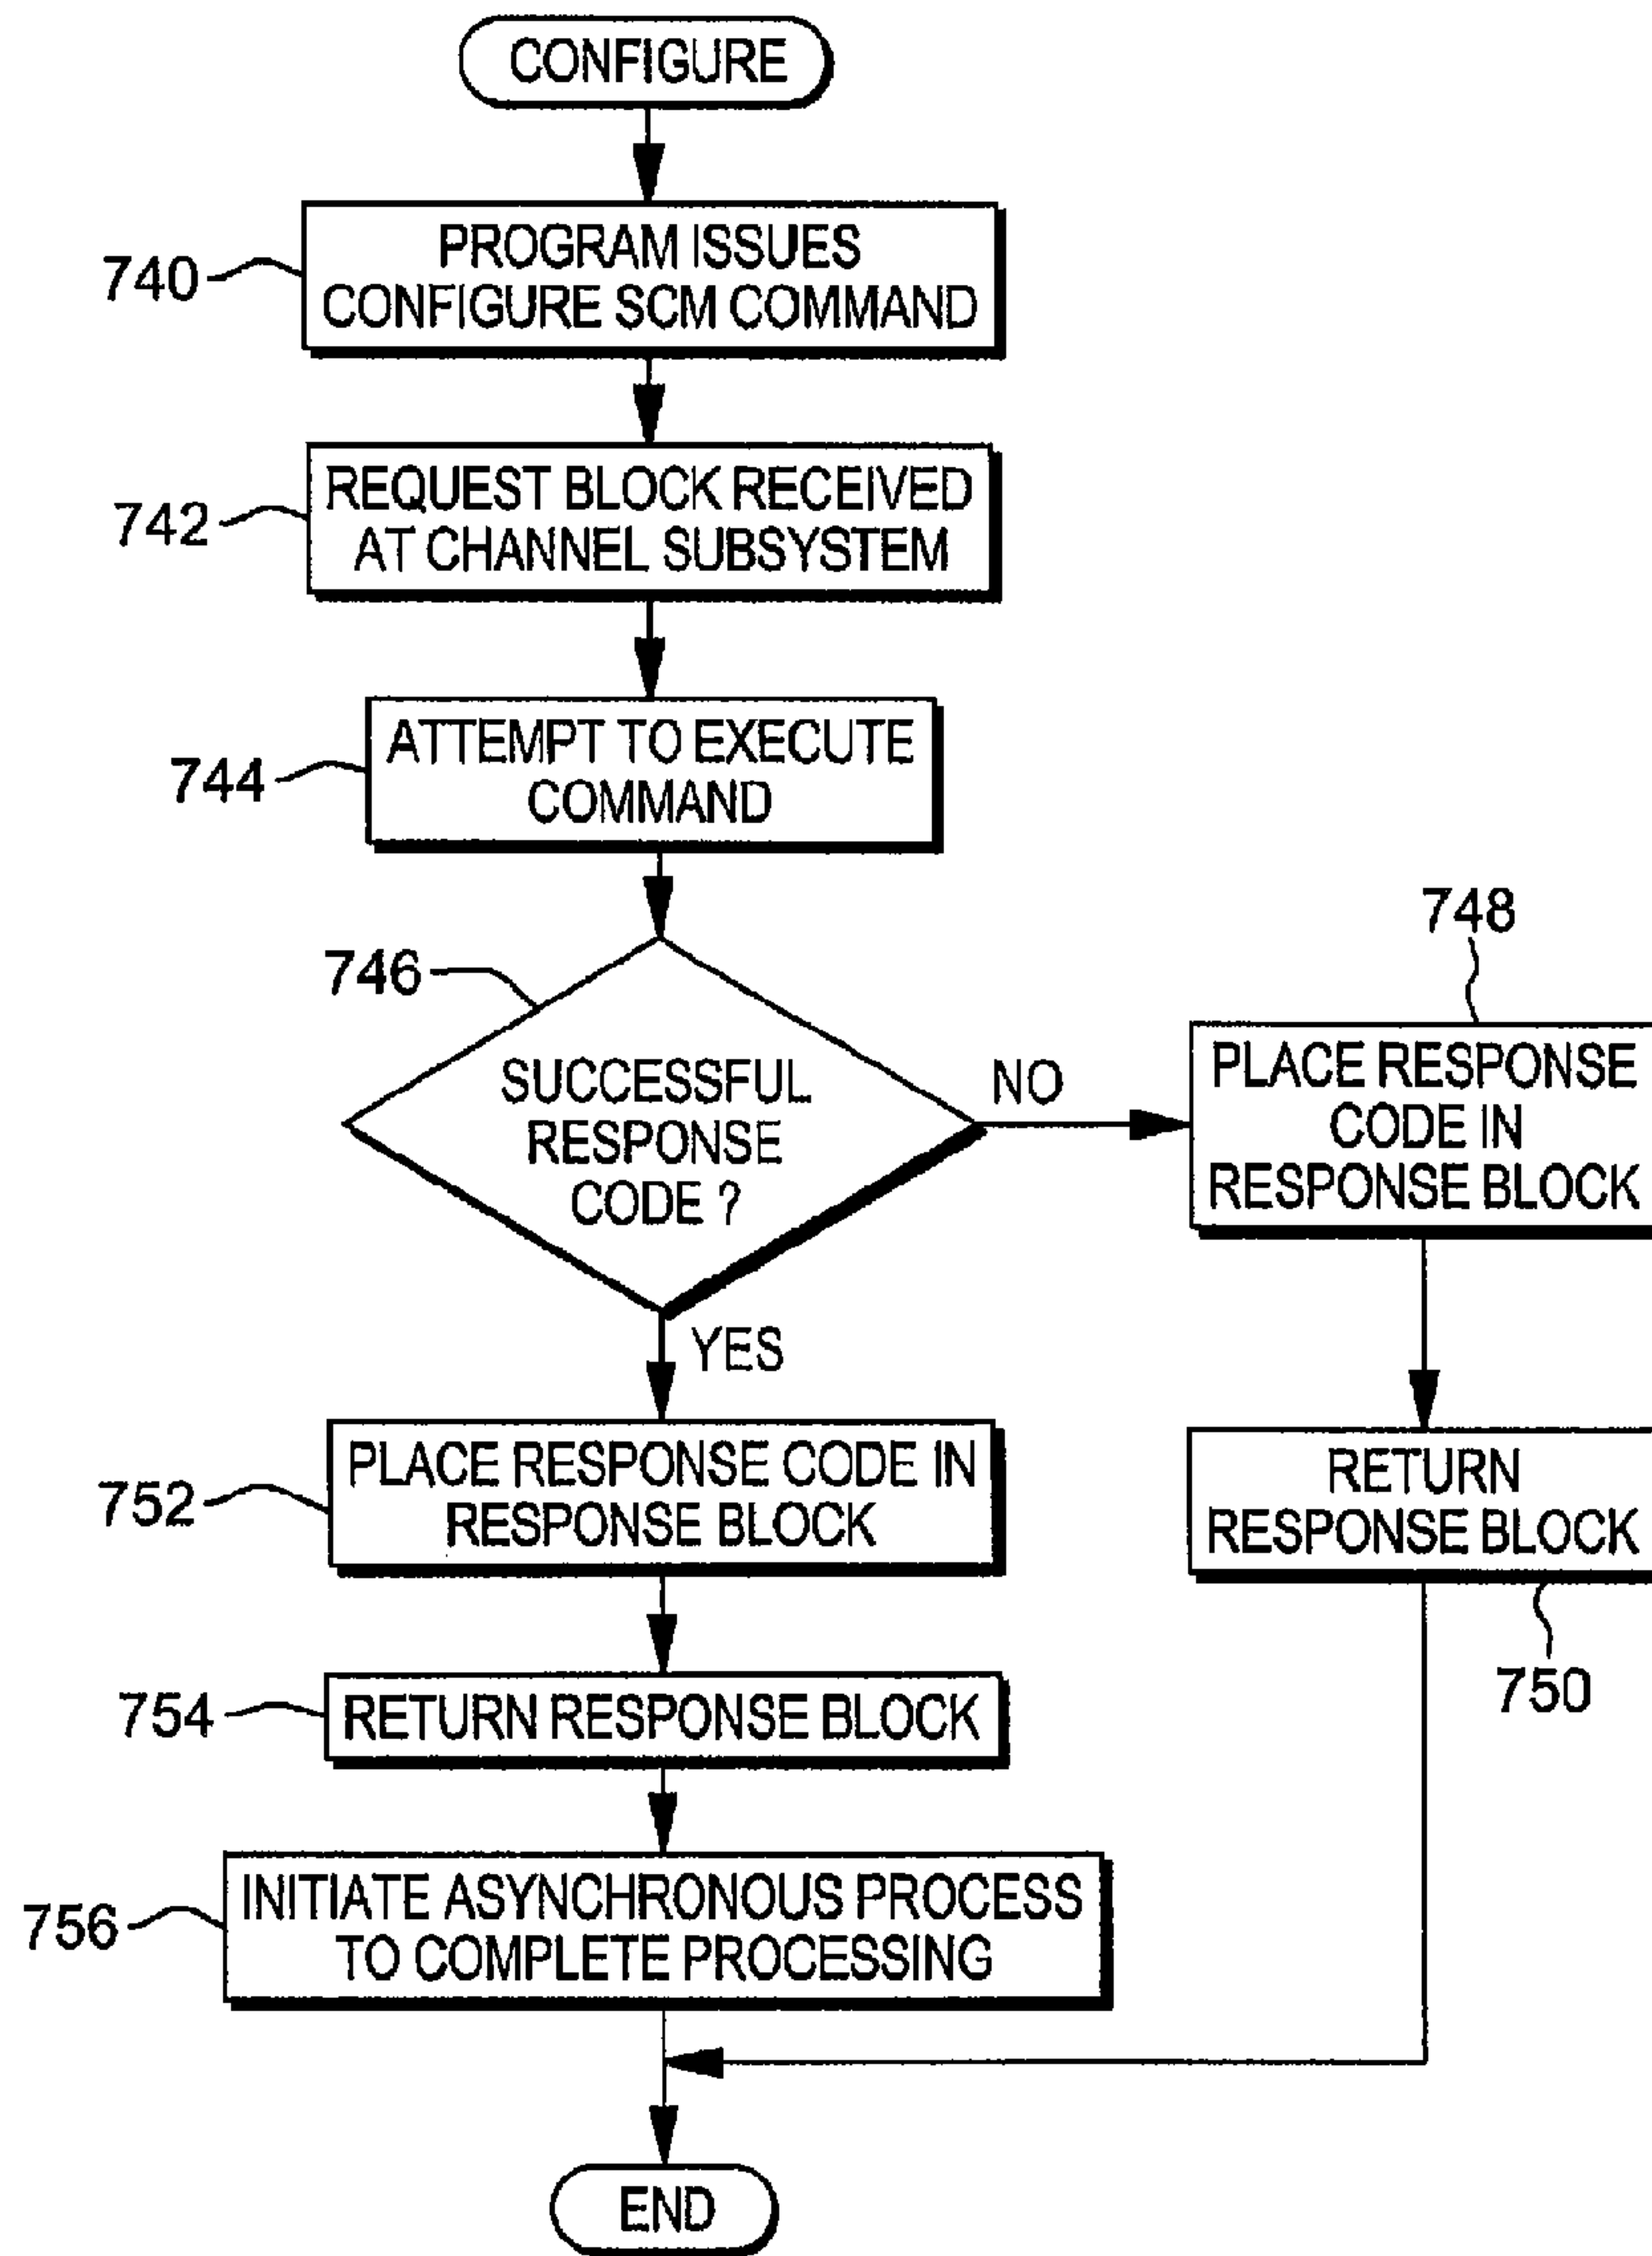 CONFIGURE
740
PROGRAM ISSUES
CONFIGURE SCM COMMAND
742
REQUEST BLOCK RECEIVED
AT CHANNEL SUBSYSTEM
744
ATTEMPT TO EXECUTE
COMMAND
746
SUCCESSFUL
RESPONSE
CODE ?
NO
748
PLACE RESPONSE
CODE IN
RESPONSE BLOCK
YES
752
PLACE RESPONSE CODE IN
RESPONSE BLOCK
RETURN
RESPONSE BLOCK
750
754
RETURN RESPONSE BLOCK
756
INITIATE ASYNCHRONOUS PROCESS
TO COMPLETE PROCESSING
END